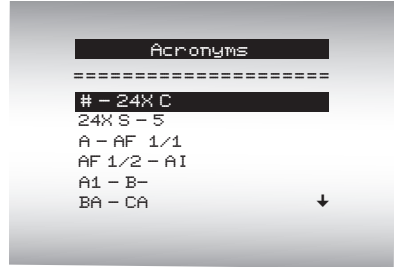 Acronyms
=====================
# - 24X C
24X S - 5
A - AF 1/1
AF 1/2 - AI
A1 - B-
BA - CA